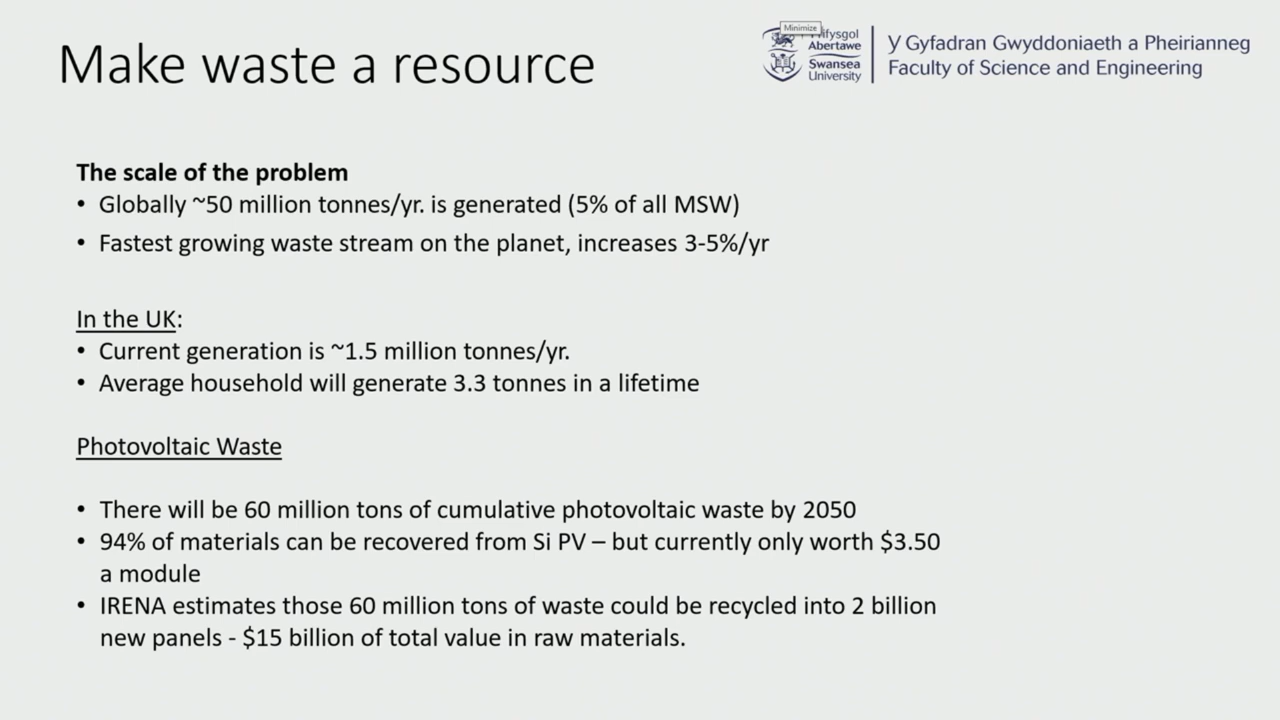 Make waste a resource
Minimize
ifysgol
Abertawe
Swansea
University
Y Gyfadran Gwyddoniaeth a Pheirianneg
Faculty of Science and Engineering
The scale of the problem
• Globally ~50 million tonnes/yr. is generated (5% of all MSW)
• Fastest growing waste stream on the planet, increases 3-5%/yr
In the UK:
• Current generation is ~1.5 million tonnes/yr.
• Average household will generate 3.3 tonnes in a lifetime
Photovoltaic Waste
• There will be 60 million tons of cumulative photovoltaic waste by 2050
• 94% of materials can be recovered from Si PV – but currently only worth $3.50
a module
• IRENA estimates those 60 million tons of waste could be recycled into 2 billion
new panels - $15 billion of total value in raw materials.